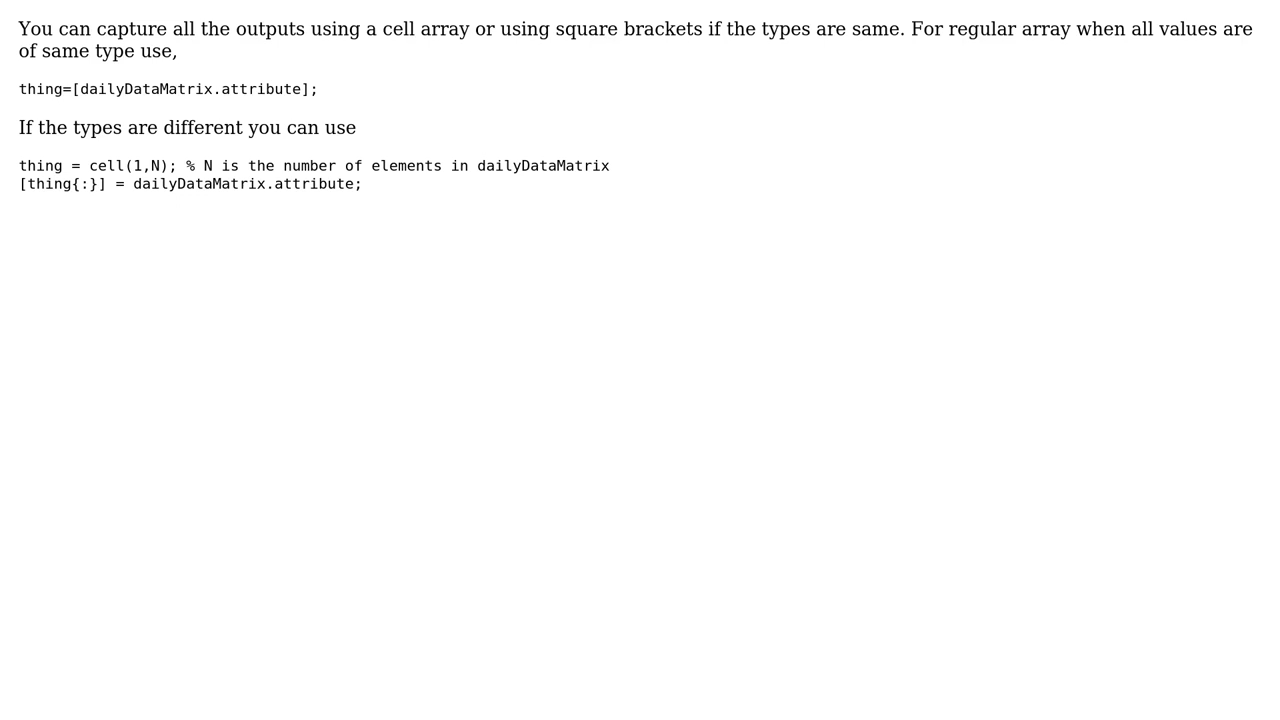 You can capture all the outputs using a cell array or using square brackets if the types are same. For regular array when all values are
of same type use,
thing=[dailyDataMatrix.attribute];
If the types are different you can use
thing = cell(1,N); % N is the number of elements in dailyDataMatrix
[thing{:}] = dailyDataMatrix.attribute;